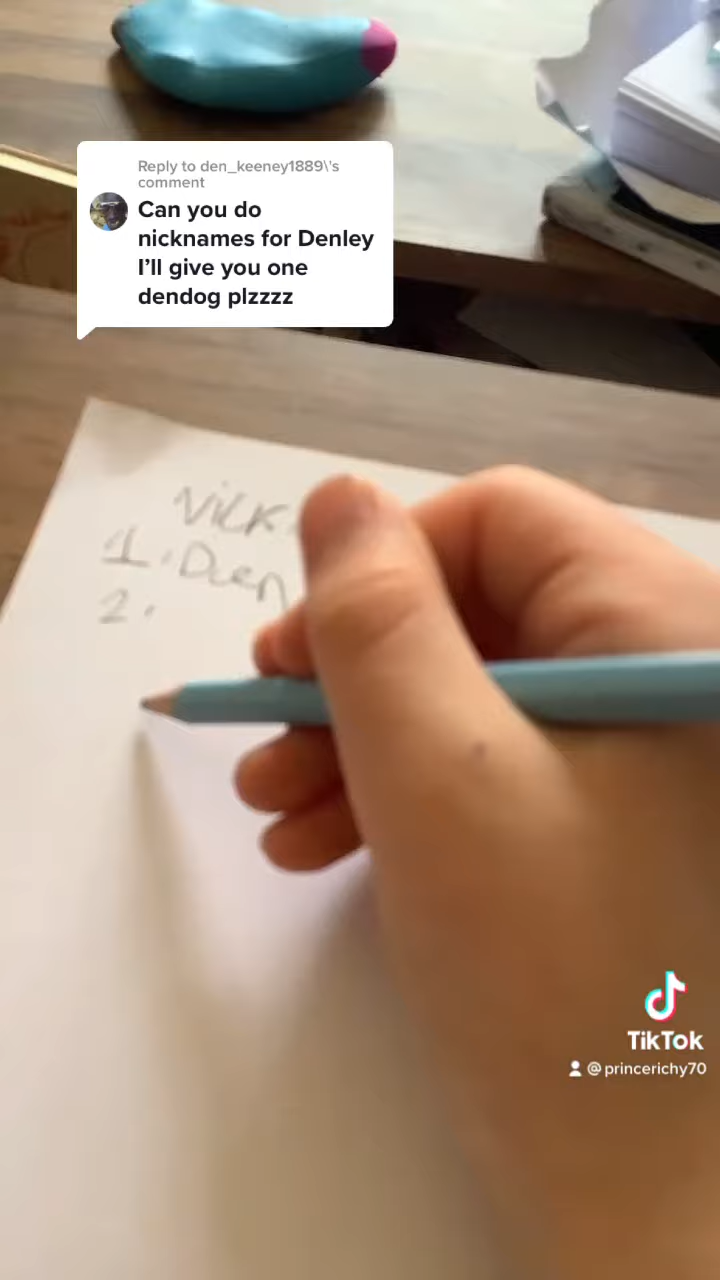 Reply to den_keeney1889\'s
comment
Can you do
nicknames for Denley
I'll give you one
dendog plzzzz
1.
2.
TikTok
@princerichy70